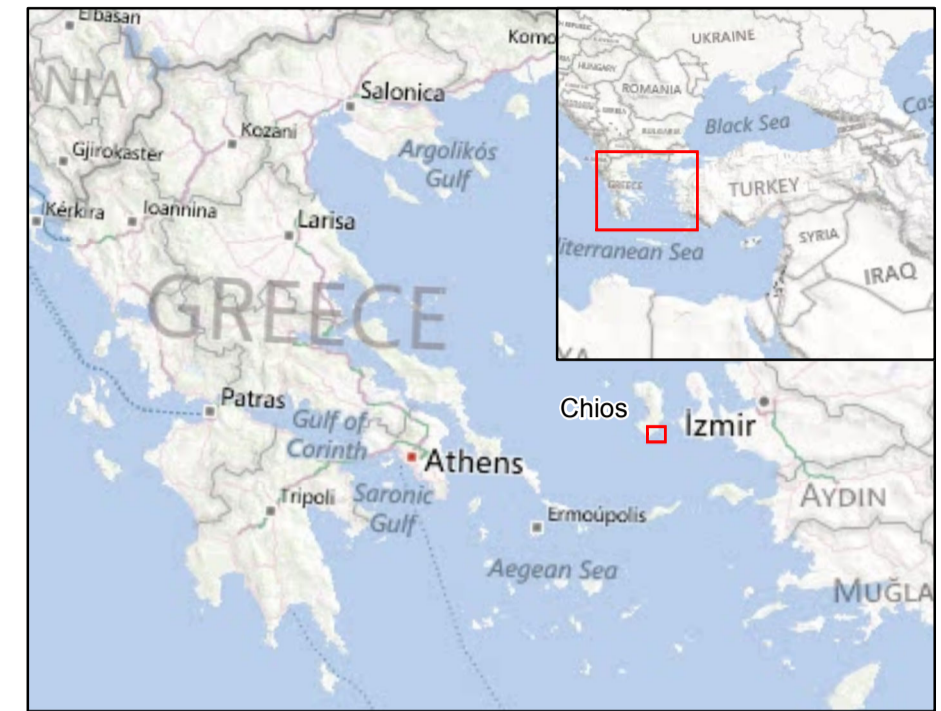 Elbasan
NIA
Komo
Salonica
Kozani
Argolikós
Gulf
Gjirokastër
Kérkira
Ioannina
Larisa
GREECE
Patras
Gulf of
Corinth
Athens
Tripoli
Saronic
Gulf
Ermoúpolis
Aegean Sea
Chios
İzmir
AYDIN
MUĞLA
UKRAINE
HUNGARY
ROMANIA
Cas
Black Sea
BULGARIA
GREECE
TURKEY
SYRIA
iterranean Sea
IRAQ
YA